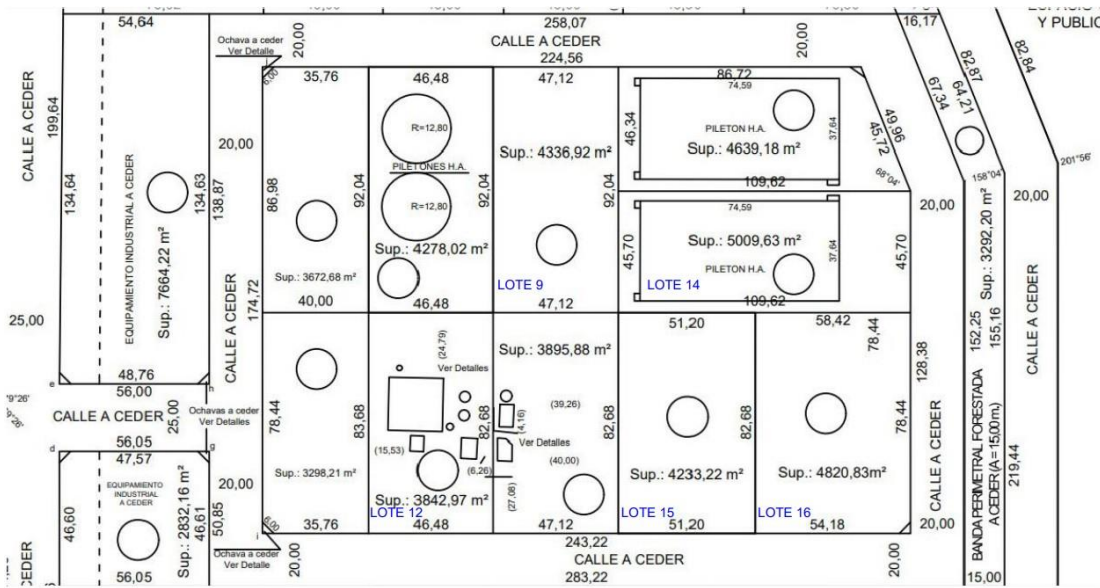 54,64
258,07
16,17
Y PUBLIC
Ochava a ceder
Ver Detalle
20,00
CALLE A CEDER
20,00
224,56
82,87
82,84
6,00
35,76
46,48
47,12
86,72
67,34
64,21
CALLE A CEDER
199,64
74,59
R:=12,80
PILETON H.A.
37,64
49,96
45,72
20,00
46,34
Sup.: 4336,92 m²
Sup.: 4639,18 m²
PILETONES H.A.
201°56'
134,64
EQUIPAMIENTO INDUSTRIAL A CEDER
Sup.: 7664,22 m²
134,63
138,87
86,98
92,04
92,04
92,04
109,62
68°04'
158°04'
R=12,80
74,59
20,00
20,00
Sup.: 3292,20 m²
Sup.: 4278,02 m²
45,70
Sup.: 5009,63 m²
37,64
45,70
PILETON H.A.
Sup.: 3672,68 m²
LOTE 9
LOTE 14
40,00
46,48
47,12
109,62
174,72
25,00
51,20
58,42
CALLE A CEDER
(24,79)
Sup.: 3895,88 m²
78,44
152,25
155,16
CALLE A CEDER
48,76
Ver Detalles
128,38
e
56,00
h
9°26'
CALLE A CEDER
25,00
Ochavas a ceder
Ver Detalles
78,44
83,68
82,68
(4,16)
(39,26)
82,68
82,68
78,44
Ver Detalles
d
56,05
g
(15,53)
(6,26)
(40,00)
47,57
EQUIPAMIENTO
INDUSTRIAL
A CEDER
Sup.: 2832,16 m²
20,00
Sup.: 3298,21 m²
(27,08)
Sup.: 4233,22 m²
Sup.: 4820,83m²
CALLE A CEDER
BANDA PERIMETRAL FORESTADA
A CEDER(A=15,00m)
219,44
46,60
46,61
50,85
Sup.: 3842,97 m²
LOTE 12
LOTE 15
LOTE 16
6,00
i
35,76
46,48
47,12
51,20
54,18
20,00
243,22
CEDER
Ochava a ceder
Ver Detalle
20,00
CALLE A CEDER
20,00
56,05
283,22
15,00